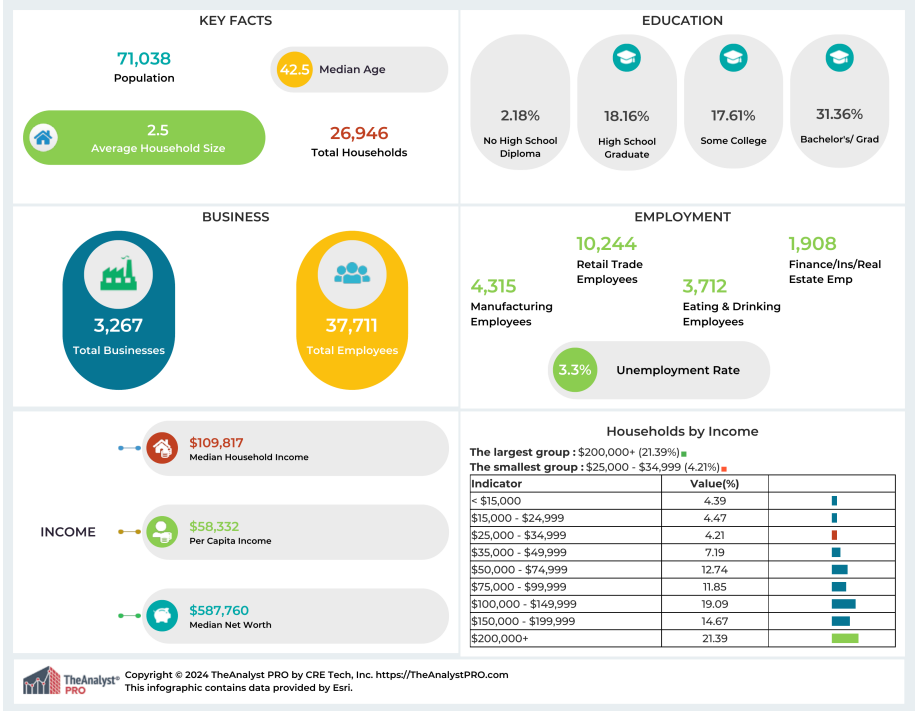 KEY FACTS
71,038
Population
42.5
Median Age
2.5
Average Household Size
26,946
Total Households
EDUCATION
2.18%
No High School
Diploma
18.16%
High School
Graduate
17.61%
Some College
31.36%
Bachelor's/ Grad
BUSINESS
3,267
Total Businesses
37,711
Total Employees
EMPLOYMENT
4,315
Manufacturing
Employees
10,244
Retail Trade
Employees
3,712
Eating & Drinking
Employees
1,908
Finance/Ins/Real
Estate Emp
3.3%
Unemployment Rate
INCOME
$109,817
Median Household Income
$58,332
Per Capita Income
$587,760
Median Net Worth
Households by Income
The largest group : $200,000+ (21.39%)
The smallest group : $25,000 - $34,999 (4.21%)
Indicator Value(%)
< $15,000 4.39
$15,000 - $24,999 4.47
$25,000 - $34,999 4.21
$35,000 - $49,999 7.19
$50,000 - $74,999 12.74
$75,000 - $99,999 11.85
$100,000 - $149,999 19.09
$150,000 - $199,999 14.67
$200,000+ 21.39
TheAnalyst®
PRO
Copyright © 2024 TheAnalyst PRO by CRE Tech, Inc. https://TheAnalystPRO.com
This infographic contains data provided by Esri.